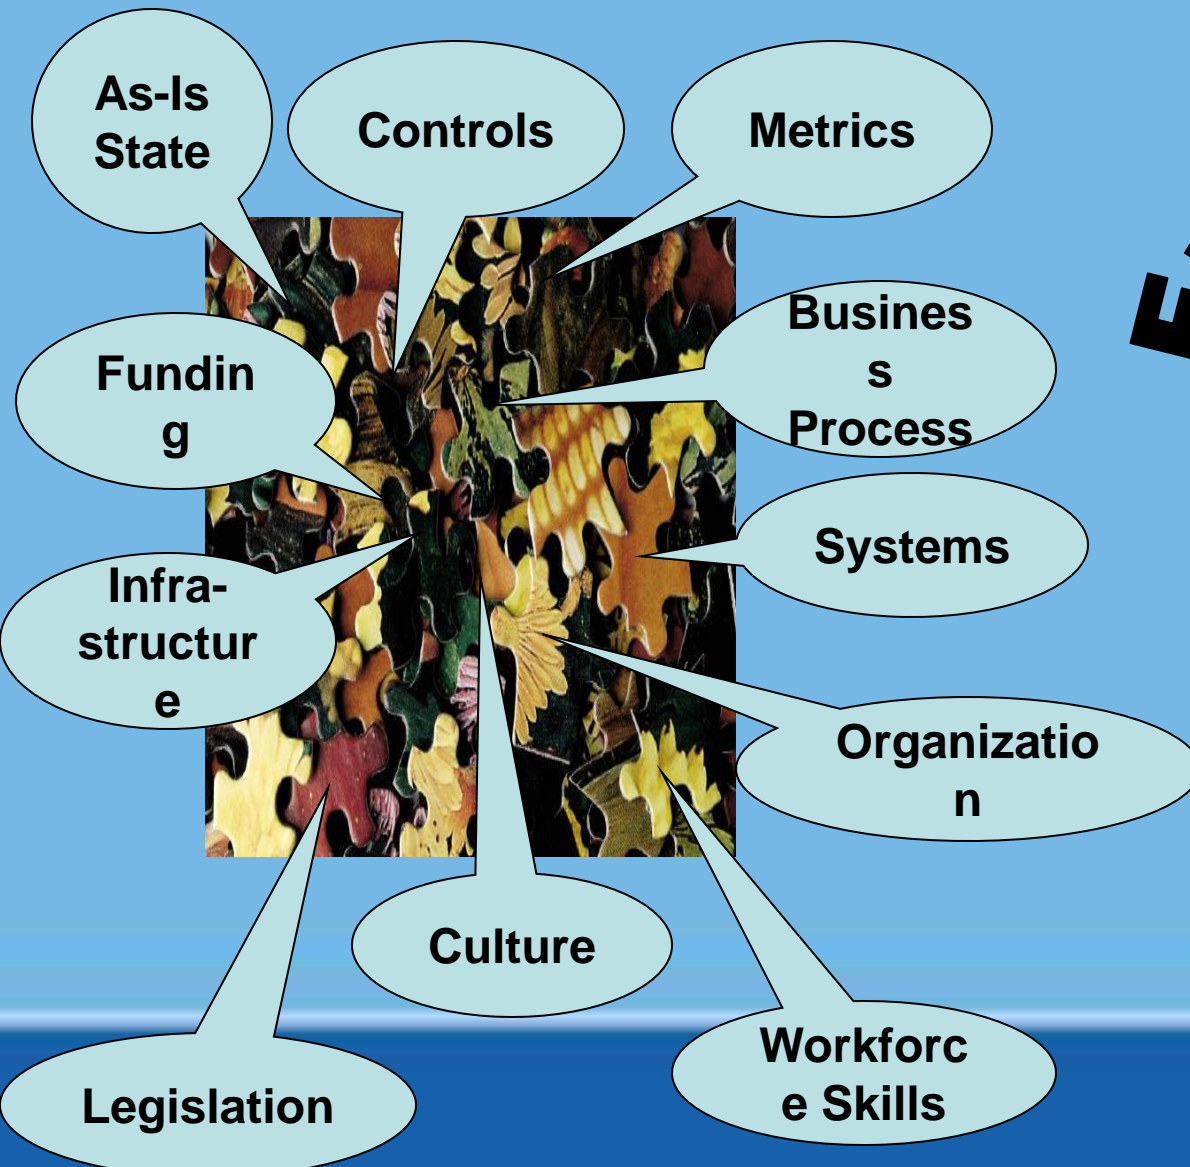 As-Is
State
Controls
Metrics
Busines
s
Process
Fundin
g
Systems
Infra-
structur
e
Organizatio
n
Culture
Workforc
e Skills
Legislation